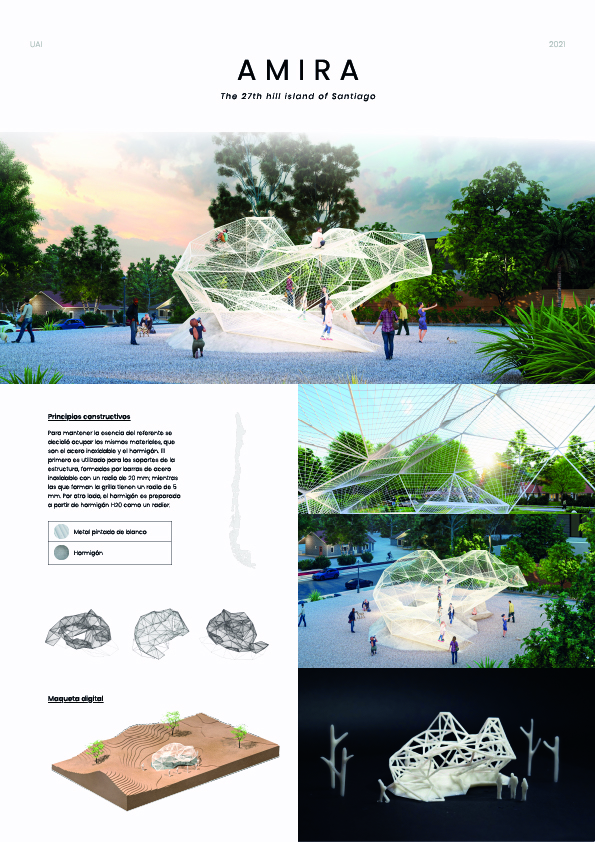 UAI
2021
AMIRA
The 27th hill island of Santiago
Principios constructivos
Para mantener la esencia del referente se
decidió ocupar los mismos materiales, que
son el acero inoxidable y el hormigón. El
primero es utilizado para los soportes de la
estructura, formados por barras de acero
inoxidable con un radio de 20 mm; mientras
las que forman la grilla tienen un radio de 5
mm. Por otro lado, el hormigón es preparado
a partir de hormigón H20 como un radier.
Metal pintado de blanco
Hormigón
Maqueta digital